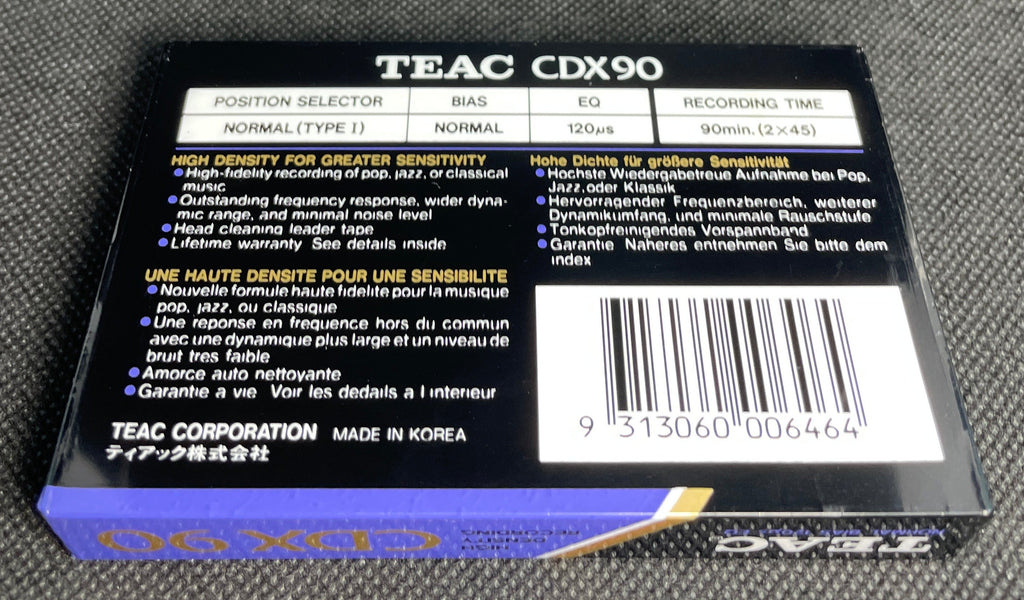 TEAC CDX90
POSITION SELECTOR BIAS EQ RECORDING TIME
NORMAL (TYPE I) NORMAL 120µs 90min. (2×45)
HIGH DENSITY FOR GREATER SENSITIVITY
●High-fidelity recording of pop, jazz, or classical
music
●Outstanding frequency response, wider dyna-
mic range, and minimal noise level
●Head cleaning leader tape
●Lifetime warranty See details inside
UNE HAUTE DENSITE POUR UNE SENSIBILITE
●Nouvelle formule haute fidelite pour la musique
pop, jazz, ou classique
●Une reponse en frequence hors du commun
avec une dynamique plus large et un niveau de
bruit tres faible
●Amorce auto nettoyante
●Garantie a vie Voir les dedails a l interieur
Hohe Dichte für größere Sensitivität
●Hochste Wiedergabetreue Aufnahme bei Pop,
Jazz, oder Klassik
●Hervorragender Frequenzbereich, weiterer
Dynamikumfang, und minimale Rauschstufe
●Tonkopfreinigendes Vorspannband
●Garantie Naheres entnehmen Sie bitte dem
index
9 313060 006464
TEAC CORPORATION MADE IN KOREA
ティアック株式会社
TEAC
HIGH
DENSITY
RECORDING
CDX 90